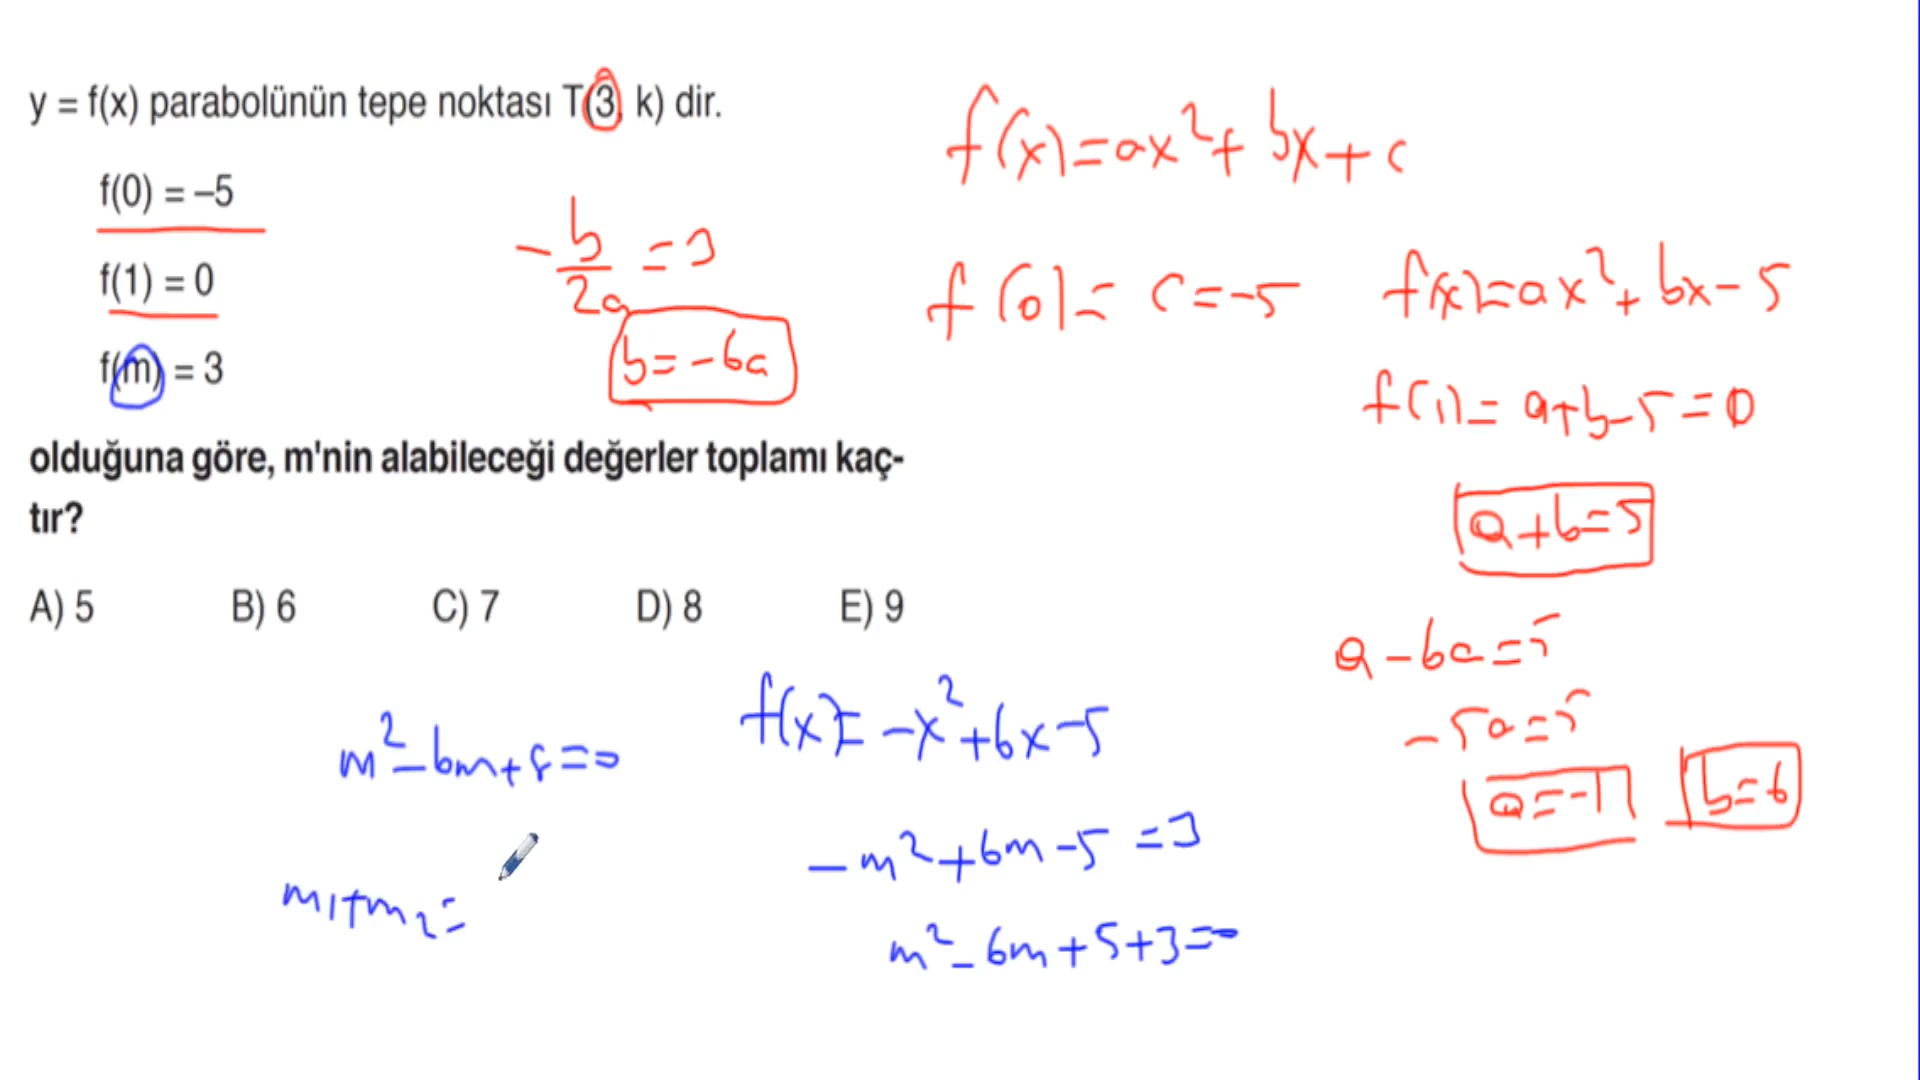 y = f(x) parabolünün tepe noktası T(3, k) dir.
f(0) = –5
f(1) = 0
f(m) = 3
olduğuna göre, m'nin alabileceği değerler toplamı kaç-
tır?
A) 5 B) 6 C) 7 D) 8 E) 9
-b/2a = 3
b = -6a
f(x) = ax² + bx + c
f(0) = c = -5
f(x) = ax² + bx - 5
f(1) = a + b - 5 = 0
a + b = 5
a - 6a = 5
-5a = 5
a = -1
b = 6
f(x) = -x² + 6x - 5
-m² + 6m - 5 = 3
m² - 6m + 5 + 3 = 0
m² - 6m + 8 = 0
m1 + m2 =